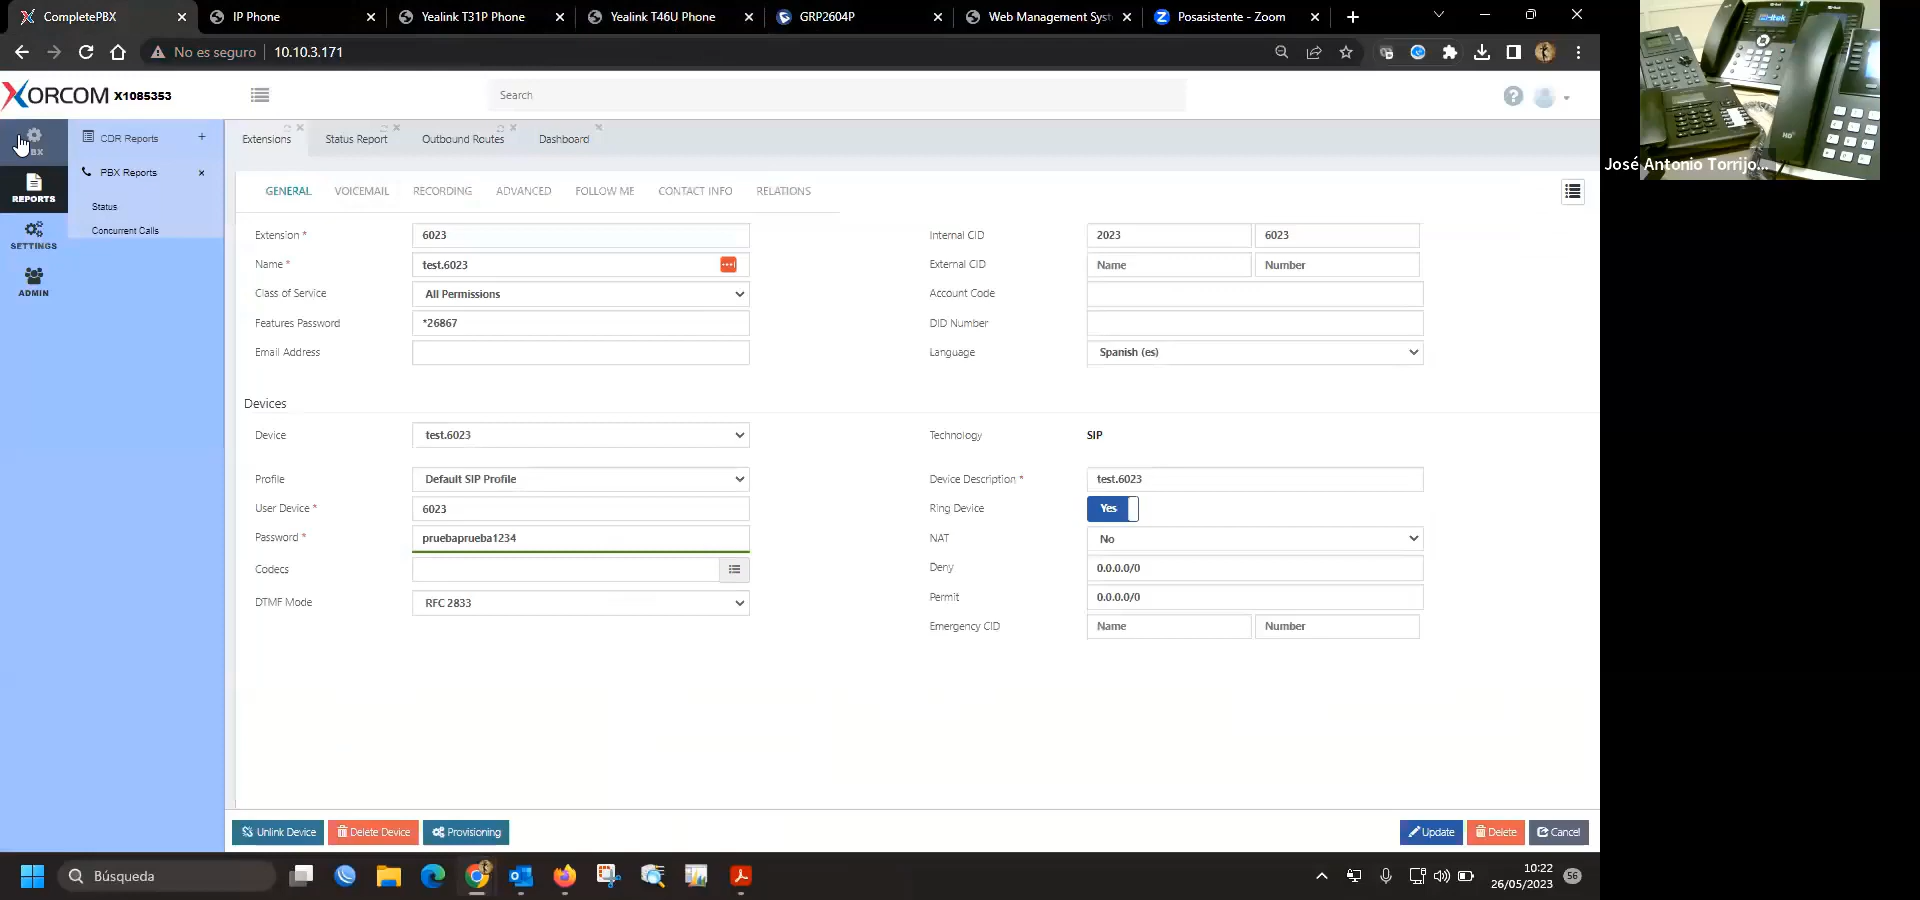 CompletePBX
IP Phone
Yealink T31P Phone
Yealink T46U Phone
GRP2604P
Web Management Syst
Posasistente - Zoom
No es seguro
10.10.3.171
XORCOM X1085353
Search
José Antonio Torrijo...
REPORTS
SETTINGS
ADMIN
CDR Reports
PBX Reports
Status
Concurrent Calls
Extensions
Status Report
Outbound Routes
Dashboard
GENERAL
VOICEMAIL
RECORDING
ADVANCED
FOLLOW ME
CONTACT INFO
RELATIONS
Extension *
6023
Internal CID
2023
6023
Name *
test.6023
External CID
Name
Number
Class of Service
All Permissions
Account Code
Features Password
*26867
DID Number
Email Address
Language
Spanish (es)
Devices
Device
test.6023
Technology
SIP
Profile
Default SIP Profile
Device Description *
test.6023
User Device *
6023
Ring Device
Yes
Password *
pruebaprueba1234
NAT
No
Codecs
Deny
0.0.0.0/0
Permit
0.0.0.0/0
DTMF Mode
RFC 2833
Emergency CID
Name
Number
Unlink Device
Delete Device
Provisioning
Update
Delete
Cancel
Búsqueda
10:22
26/05/2023
56